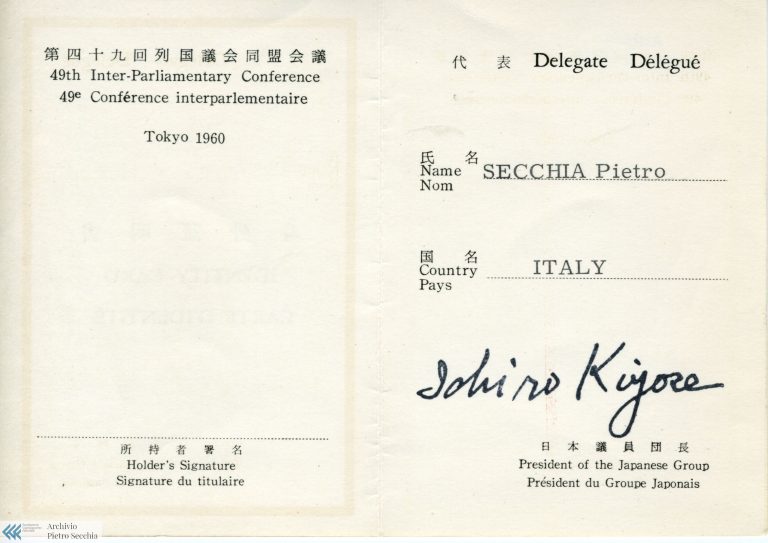 第四十九回列国議会同盟会議
49th Inter-Parliamentary Conference
49e Conférence interparlementaire
Tokyo 1960
所持者署名
Holder's Signature
Signature du titulaire
代表 Delegate Délégué
氏名
Name SECCHIA Pietro
Nom
国名
Country ITALY
Pays
Ichiro Kiyose
日本議員団長
President of the Japanese Group
Président du Groupe Japonais
Archivio
Pietro Secchia